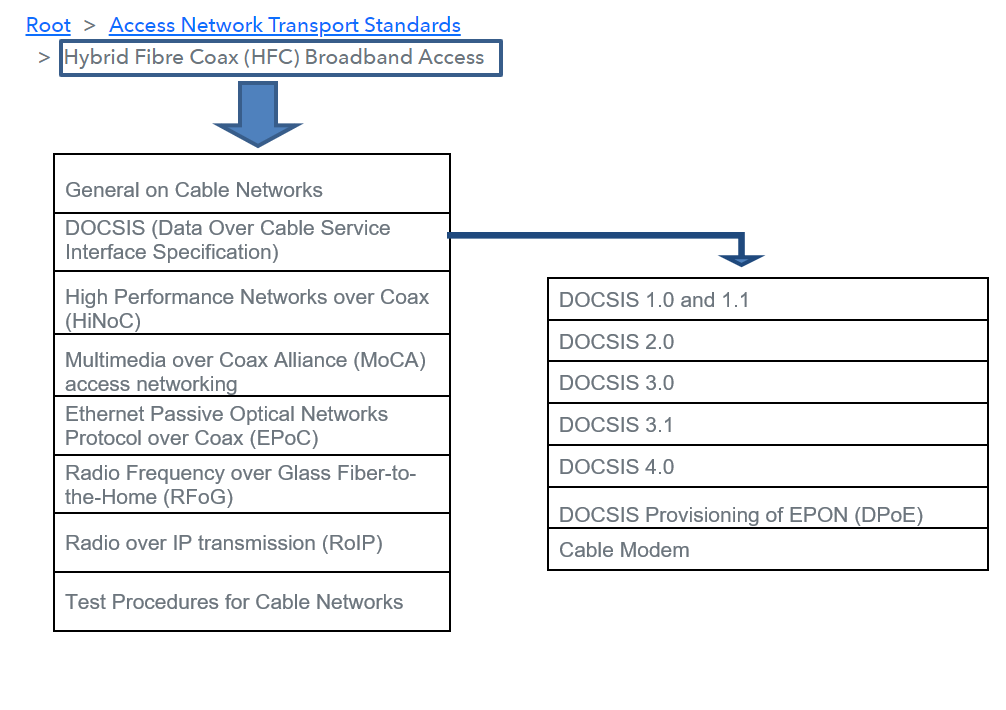 Root > Access Network Transport Standards
> Hybrid Fibre Coax (HFC) Broadband Access
General on Cable Networks
DOCSIS (Data Over Cable Service
Interface Specification)
High Performance Networks over Coax
(HiNoC)
Multimedia over Coax Alliance (MoCA)
access networking
Ethernet Passive Optical Networks
Protocol over Coax (EPoC)
Radio Frequency over Glass Fiber-to-
the-Home (RFoG)
Radio over IP transmission (RoIP)
Test Procedures for Cable Networks
DOCSIS 1.0 and 1.1
DOCSIS 2.0
DOCSIS 3.0
DOCSIS 3.1
DOCSIS 4.0
DOCSIS Provisioning of EPON (DPoE)
Cable Modem